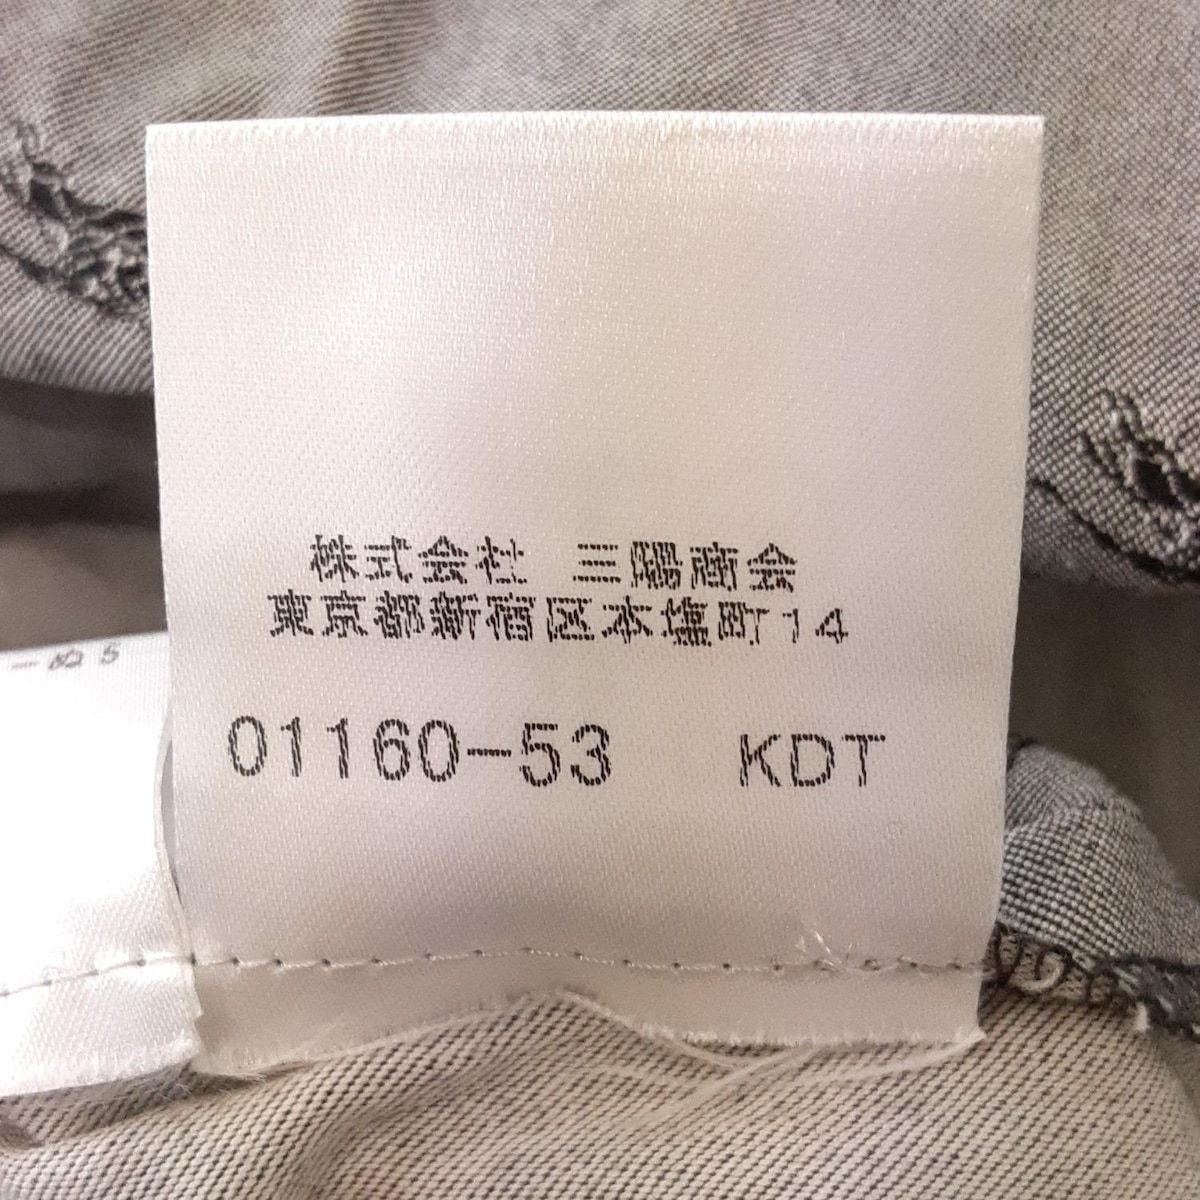 株式会社 三陽商会
東京都新宿区本塩町14
01160-53 KDT